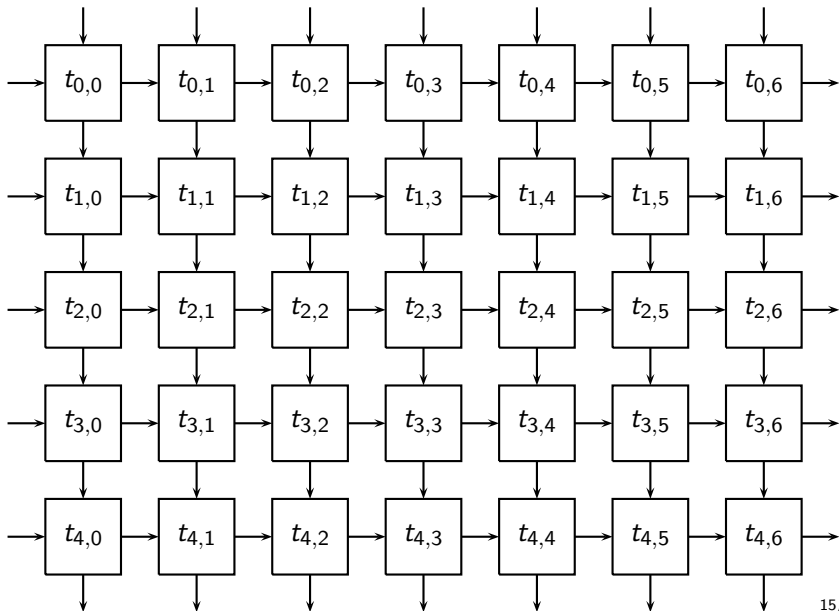 t0,0 t0,1 t0,2 t0,3 t0,4 t0,5 t0,6
t1,0 t1,1 t1,2 t1,3 t1,4 t1,5 t1,6
t2,0 t2,1 t2,2 t2,3 t2,4 t2,5 t2,6
t3,0 t3,1 t3,2 t3,3 t3,4 t3,5 t3,6
t4,0 t4,1 t4,2 t4,3 t4,4 t4,5 t4,6
15